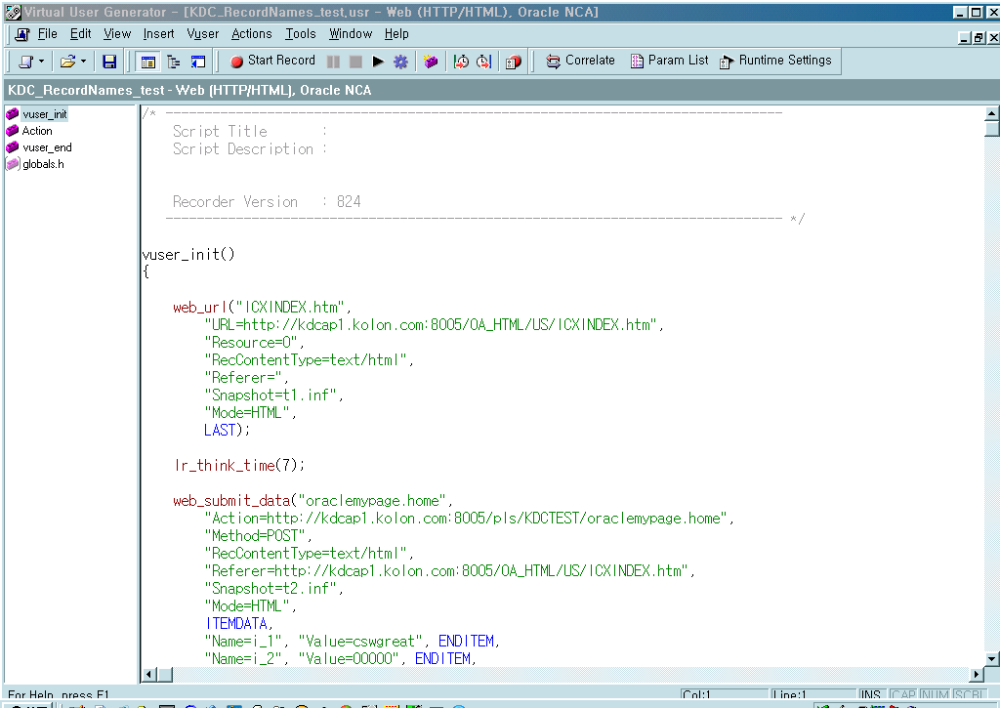 Virtual User Generator - [KDC_RecordNames_test.usr - Web (HTTP/HTML), Oracle NCA]
File Edit View Insert Vuser Actions Tools Window Help
Start Record Correlate Param List Runtime Settings
KDC_RecordNames_test - Web (HTTP/HTML), Oracle NCA
vuser_init
Action
vuser_end
globals.h
/* -------------------------------------------------------------------------------
Script Title :
Script Description :
Recorder Version : 824
------------------------------------------------------------------------------- */
vuser_init()
{
web_url("ICXINDEX.htm",
"URL=http://kdcap1.kolon.com:8005/OA_HTML/US/ICXINDEX.htm",
"Resource=0",
"RecContentType=text/html",
"Referer=",
"Snapshot=t1.inf",
"Mode=HTML",
LAST);
lr_think_time(7);
web_submit_data("oraclemypage.home",
"Action=http://kdcap1.kolon.com:8005/pls/KDCTEST/oraclemypage.home",
"Method=POST",
"RecContentType=text/html",
"Referer=http://kdcap1.kolon.com:8005/OA_HTML/US/ICXINDEX.htm",
"Snapshot=t2.inf",
"Mode=HTML",
ITEMDATA,
"Name=i_1", "Value=cswgreat", ENDITEM,
"Name=i_2", "Value=00000", ENDITEM,
For Help, press F1 Col:1 Line:1 INS CAP NUM SCRL